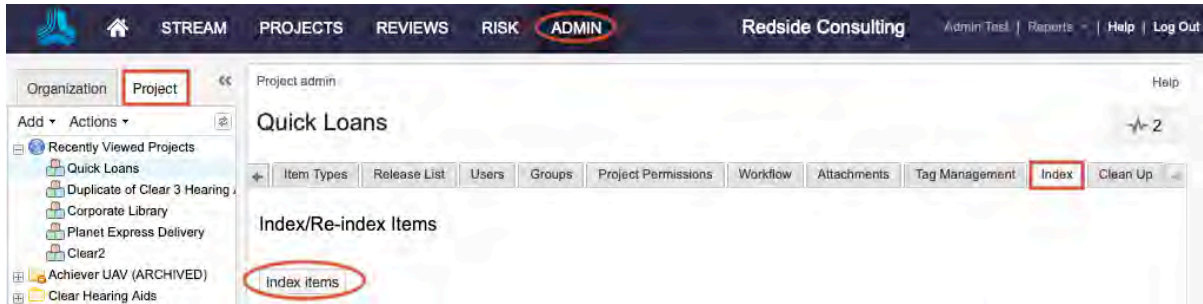 STREAM PROJECTS REVIEWS RISK ADMIN Redside Consulting Admin Test | Reports | Help | Log Out
Organization Project Project admin Help
Add Actions Quick Loans 2
Recently Viewed Projects
Quick Loans Item Types Release List Users Groups Project Permissions Workflow Attachments Tag Management Index Clean Up
Duplicate of Clear 3 Hearing
Corporate Library Index/Re-index Items
Planet Express Delivery
Clear2
Achiever UAV (ARCHIVED) Index items
Clear Hearing Aids